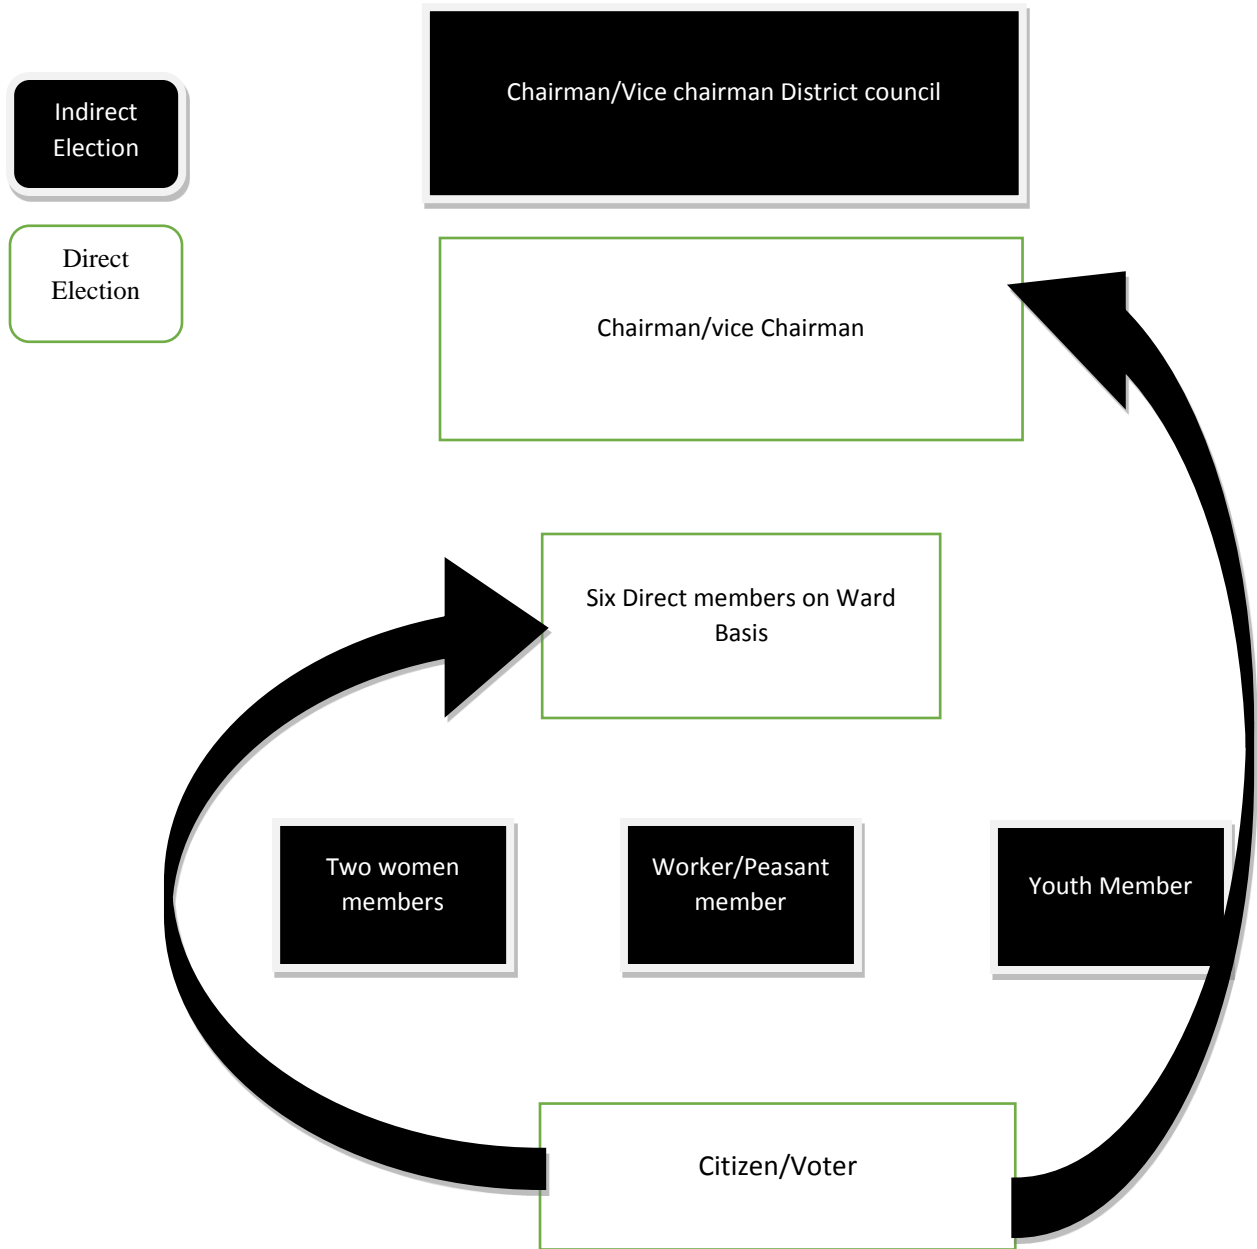 Chairman/Vice chairman District council
Indirect
Election
Direct
Election
Chairman/vice Chairman
Six Direct members on Ward
Basis
Two women
members
Worker/Peasant
member
Youth Member
Citizen/Voter